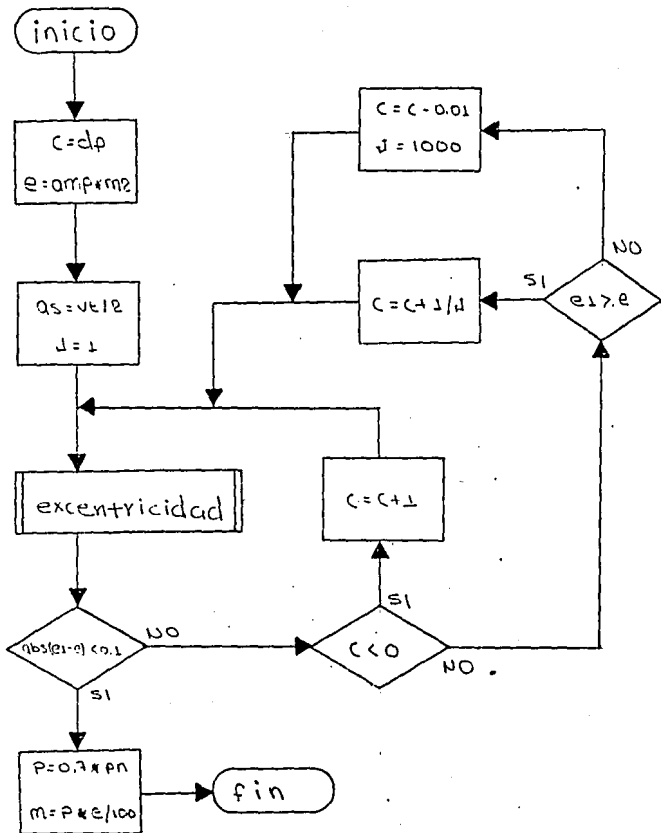 inicio
c=dp
e=amp*m2
as=vt/2
J=1
excentricidad
abs(e1-e)<0.1
NO
SI
P=0.7*Pn
m=P*e/100
fin
c<0
SI
NO
c=c+1
e1>e
SI
NO
c=c+1/J
c=c-0.01
J=1000